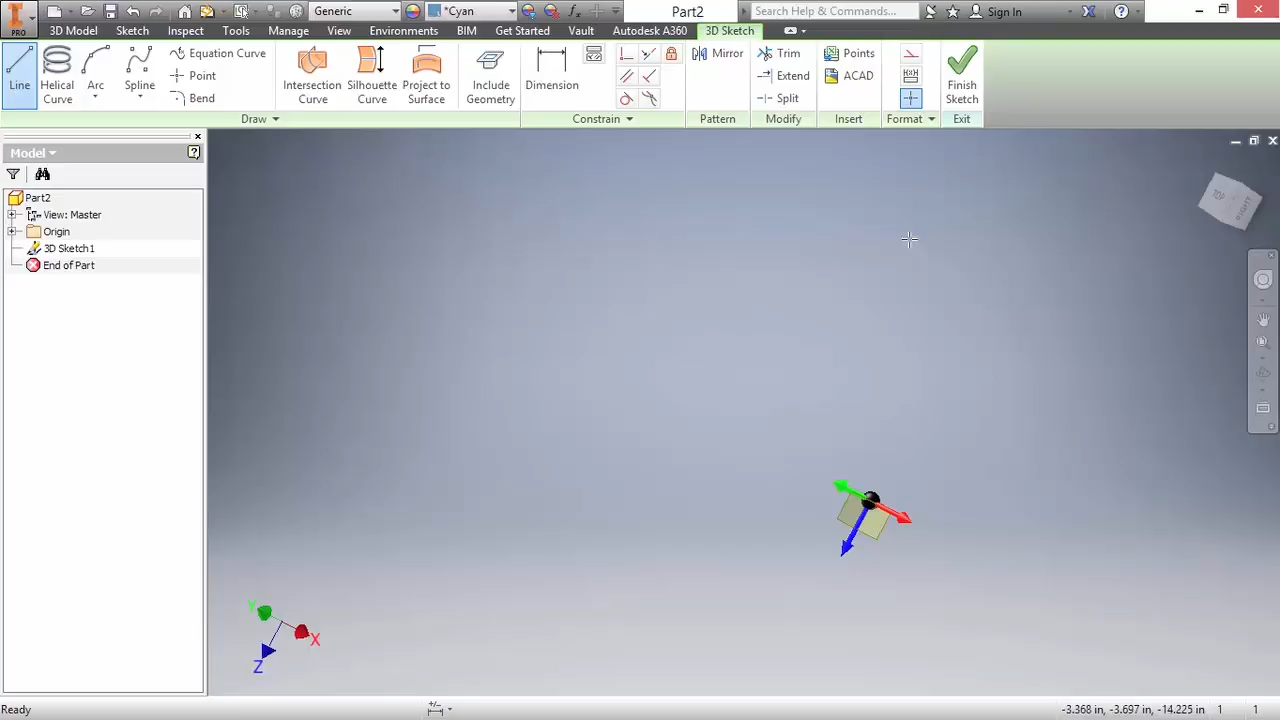 PRO
Generic
*Cyan
Part2
Search Help & Commands...
Sign In
3D Model
Sketch
Inspect
Tools
Manage
View
Environments
BIM
Get Started
Vault
Autodesk A360
3D Sketch
Line
Helical
Curve
Arc
Spline
Equation Curve
Point
Bend
Intersection
Curve
Silhouette
Curve
Project to
Surface
Include
Geometry
Dimension
Mirror
Trim
Extend
Split
Points
ACAD
Finish
Sketch
Draw
Constrain
Pattern
Modify
Insert
Format
Exit
Model
Part2
View: Master
Origin
3D Sketch1
End of Part
TOP
RIGHT
Y
X
Z
Ready
-3.368 in, -3.697 in, -14.225 in
1
1